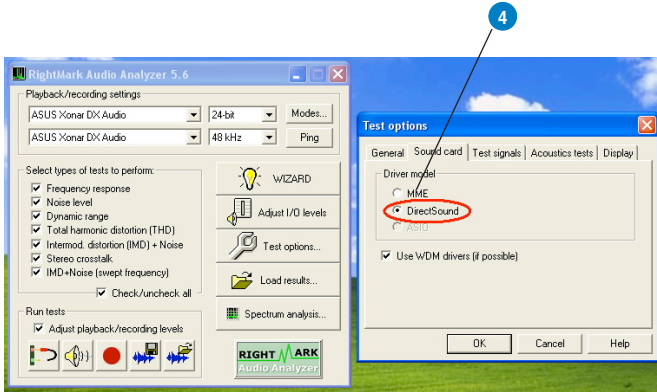 4
RightMark Audio Analyzer 5.6
Playback/recording settings
ASUS Xonar DX Audio 24-bit Modes...
ASUS Xonar DX Audio 48 kHz Ping
Select types of tests to perform:
Frequency response
Noise level
Dynamic range
Total harmonic distortion (THD)
Intermod. distortion (IMD) + Noise
Stereo crosstalk
IMD+Noise (swept frequency)
Check/uncheck all
WIZARD
Adjust I/O levels
Test options...
Load results...
Spectrum analysis...
Run tests
Adjust playback/recording levels
RIGHTMARK
Audio Analyzer
Test options
General Sound card Test signals Acoustics tests Display
Driver model
MME
DirectSound
ASIO
Use WDM drivers (if possible)
OK Cancel Help